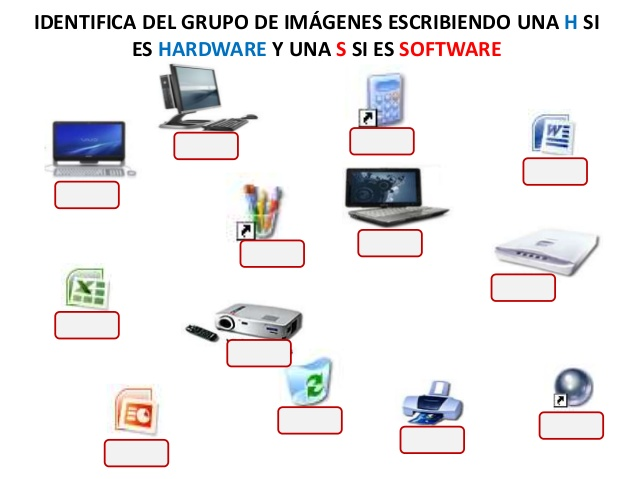 IDENTIFICA DEL GRUPO DE IMÁGENES ESCRIBIENDO UNA H SI
ES HARDWARE Y UNA S SI ES SOFTWARE